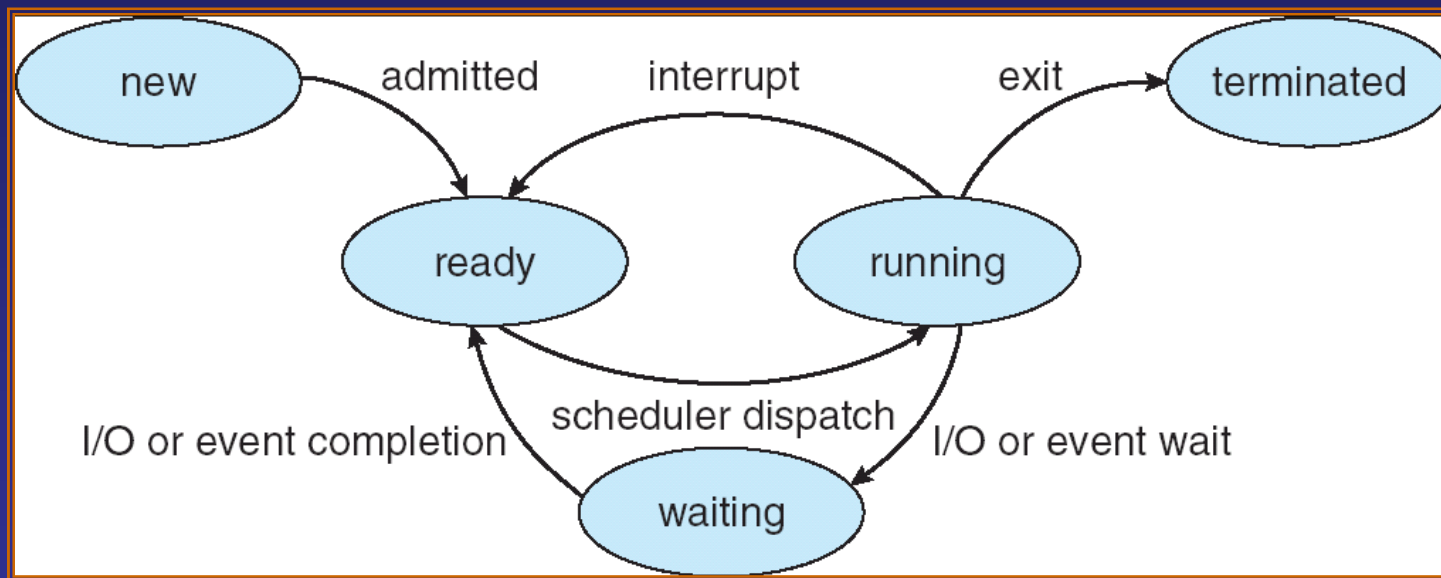 new
admitted
interrupt
exit
terminated
ready
running
scheduler dispatch
I/O or event completion
I/O or event wait
waiting